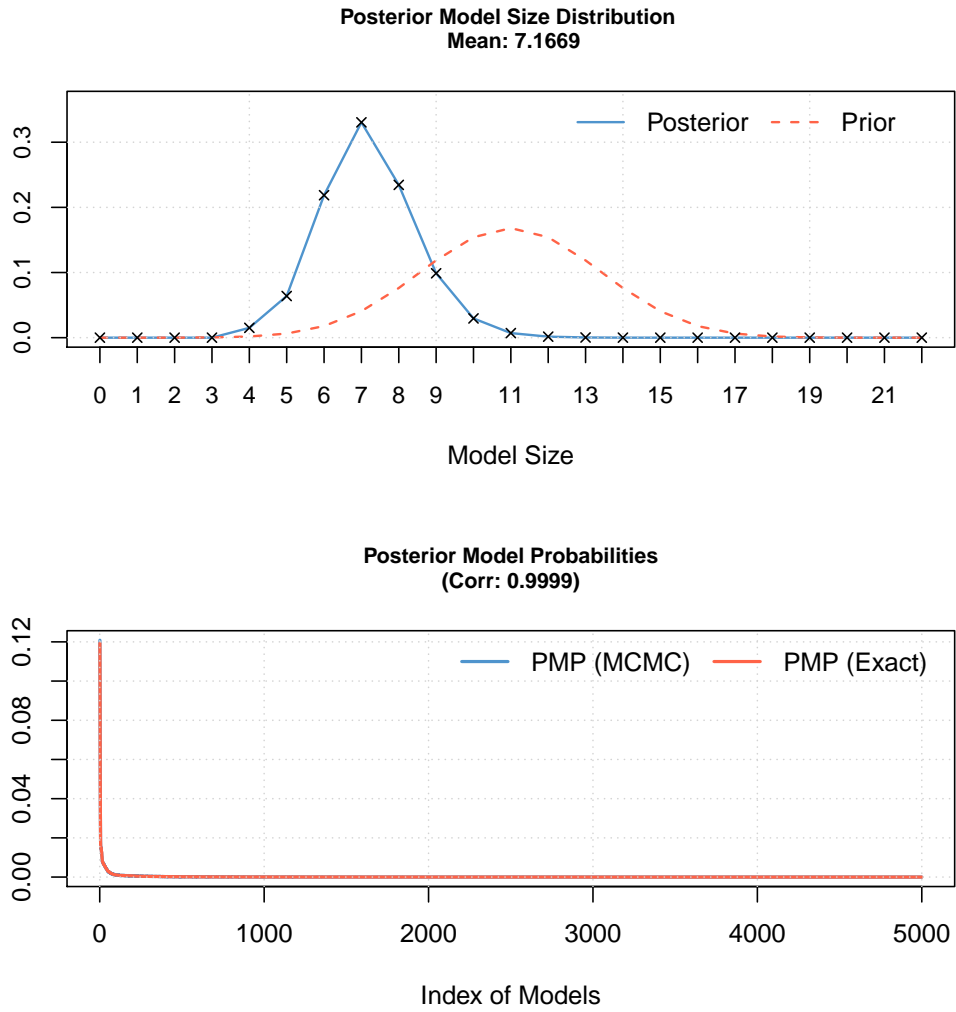 Posterior Model Size Distribution
Mean: 7.1669
Posterior Prior
0.3
0.2
0.1
0.0
0 1 2 3 4 5 6 7 8 9 11 13 15 17 19 21
Model Size
Posterior Model Probabilities
(Corr: 0.9999)
PMP (MCMC) PMP (Exact)
0.12
0.08
0.04
0.00
0 1000 2000 3000 4000 5000
Index of Models